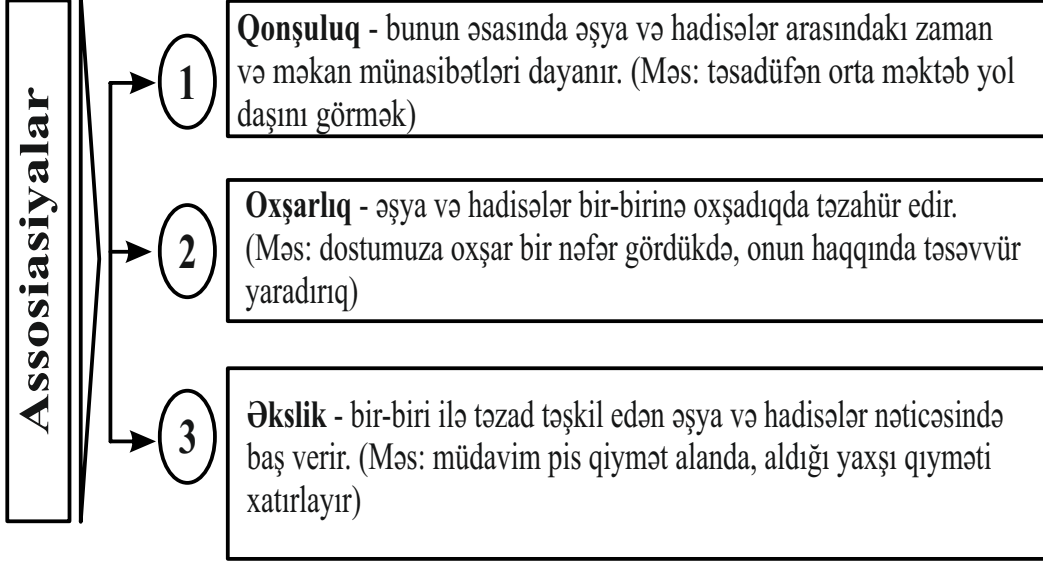 Assosiasiyalar
1
Qonşuluq - bunun əsasında əşya və hadisələr arasındakı zaman
və məkan münasibətləri dayanır. (Məs: təsadüfən orta məktəb yol
daşını görmək)
2
Oxşarlıq - əşya və hadisələr bir-birinə oxşadıqda təzahür edir.
(Məs: dostumuza oxşar bir nəfər gördükdə, onun haqqında təsəvvür
yaradırıq)
3
Əkslik - bir-biri ilə təzad təşkil edən əşya və hadisələr nəticəsində
baş verir. (Məs: müdavim pis qiymət alanda, aldığı yaxşı qıyməti
xatırlayır)